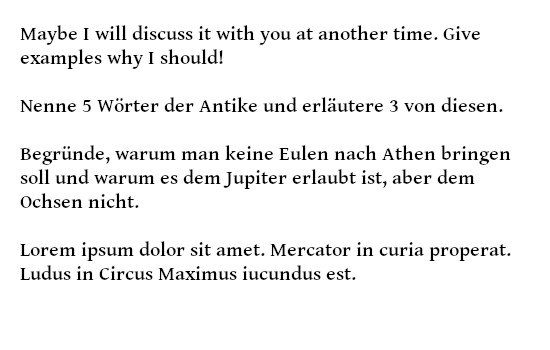 Maybe I will discuss it with you at another time. Give
examples why I should!
Nenne 5 Wörter der Antike und erläutere 3 von diesen.
Begründe, warum man keine Eulen nach Athen bringen
soll und warum es dem Jupiter erlaubt ist, aber dem
Ochsen nicht.
Lorem ipsum dolor sit amet. Mercator in curia properat.
Ludus in Circus Maximus iucundus est.